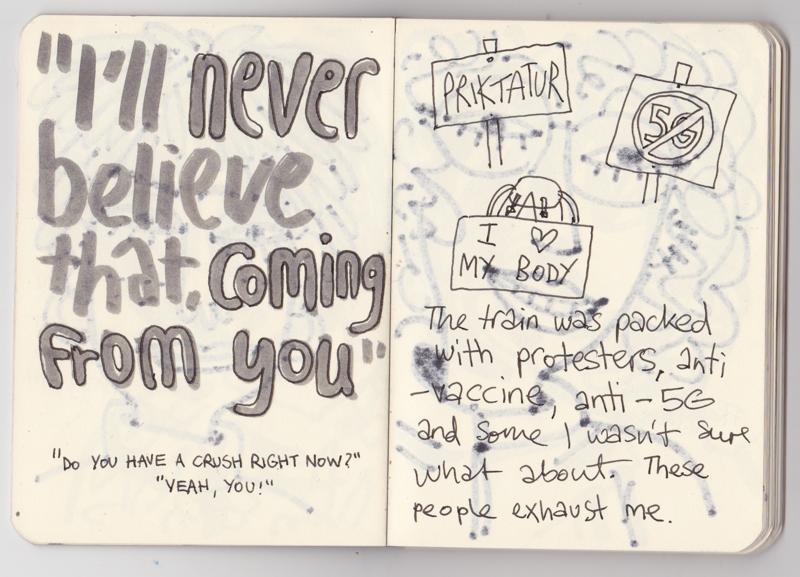 "I'll never
believe
that. Coming
From you"
"DO YOU HAVE A CRUSH RIGHT NOW?"
"YEAH, YOU!"
PRIKTATUR
5G
I ♡
MY BODY
The train was packed
with protesters, anti
-vaccine, anti-5G
and some I wasn't sure
what about. These
people exhaust me.